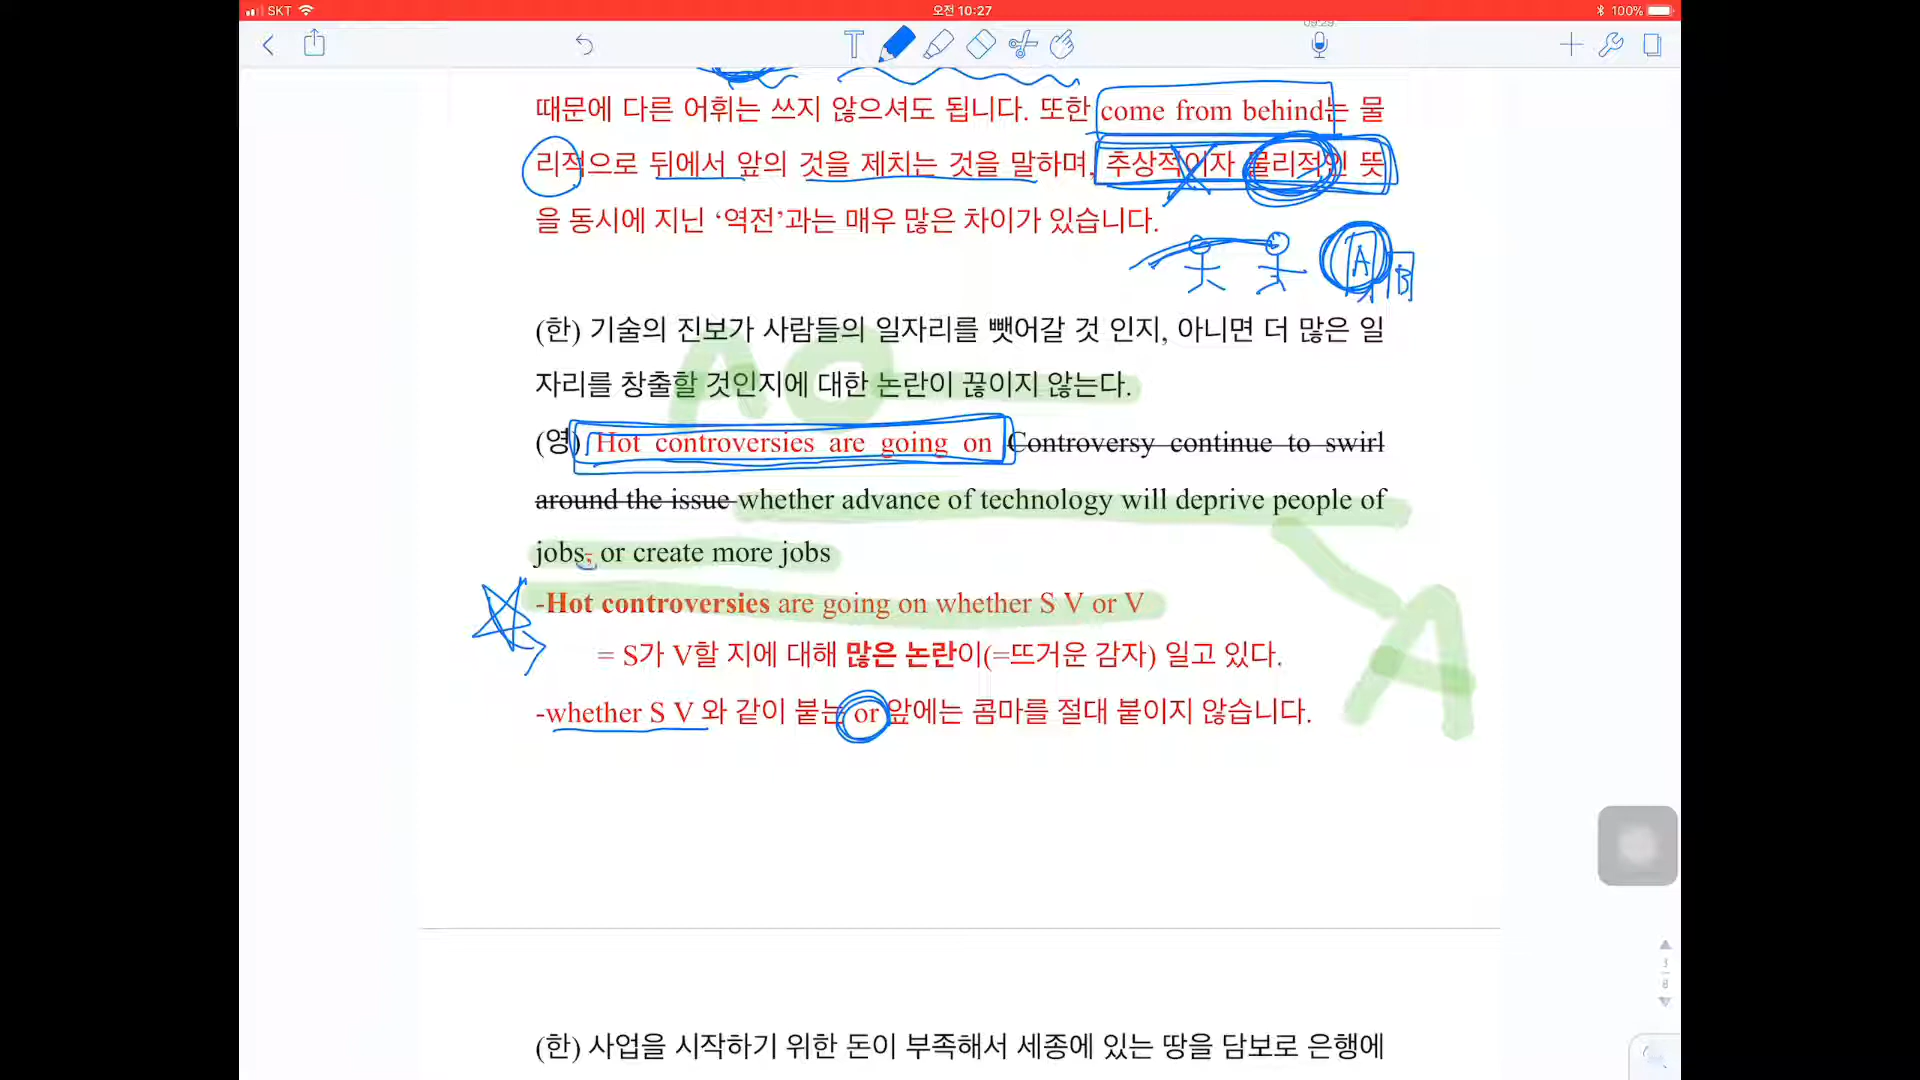 SKT 오전 10:27 100%
09:29
T
때문에 다른 어휘는 쓰지 않으셔도 됩니다. 또한 come from behind는 물
리적으로 뒤에서 앞의 것을 제치는 것을 말하며, 추상적이자 물리적인 뜻
을 동시에 지닌 ‘역전’과는 매우 많은 차이가 있습니다.
A B
(한) 기술의 진보가 사람들의 일자리를 뺏어갈 것 인지, 아니면 더 많은 일
자리를 창출할 것인지에 대한 논란이 끊이지 않는다.
(영) Hot controversies are going on Controversy continue to swirl
around the issue whether advance of technology will deprive people of
jobs, or create more jobs
-Hot controversies are going on whether S V or V
= S가 V할 지에 대해 많은 논란이(=뜨거운 감자) 일고 있다.
A
-whether S V 와 같이 붙는 or 앞에는 콤마를 절대 붙이지 않습니다.
(한) 사업을 시작하기 위한 돈이 부족해서 세종에 있는 땅을 담보로 은행에